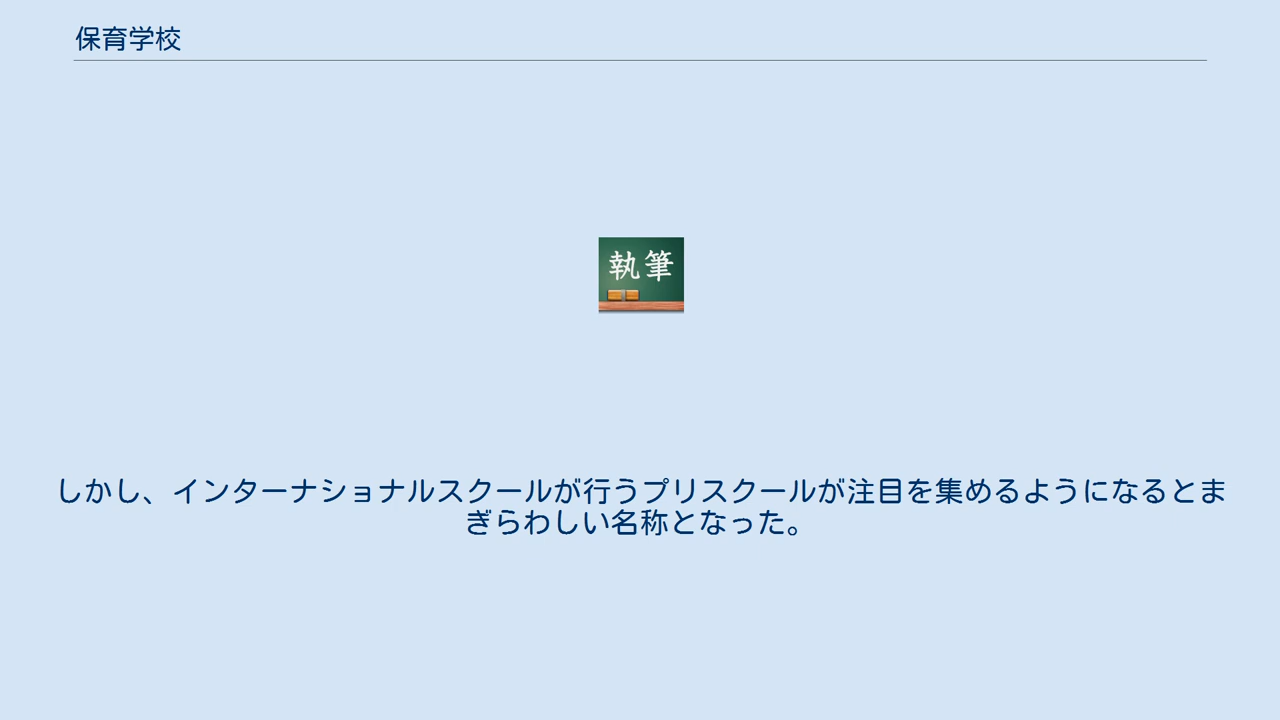 保育学校
執筆
しかし、インターナショナルスクールが行うプリスクールが注目を集めるようになるとま
ぎらわしい名称となった。